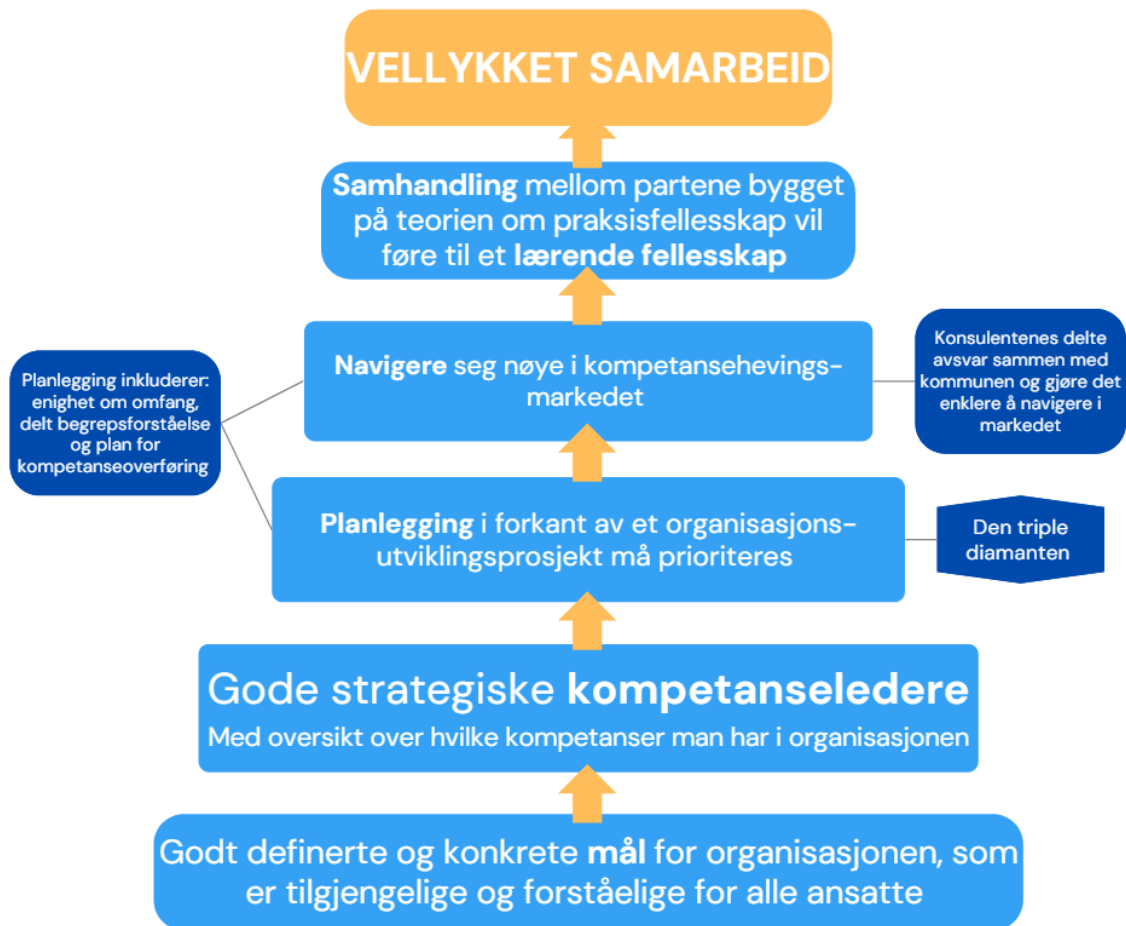 VELLYKKET SAMARBEID
Samhandling mellom partene bygget
på teorien om praksisfellesskap vil
føre til et lærende fellesskap
Navigere seg nøye i kompetansehevings-
markedet
Konsulentenes delte
avsvar sammen med
kommunen og gjøre det
enklere å navigere i
markedet
Planlegging inkluderer:
enighet om omfang,
delt begrepsforståelse
og plan for
kompetanseoverføring
Planlegging i forkant av et organisasjons-
utviklingsprosjekt må prioriteres
Den triple
diamanten
Gode strategiske kompetanseledere
Med oversikt over hvilke kompetanser man har i organisasjonen
Godt definerte og konkrete mål for organisasjonen, som
er tilgjengelige og forståelige for alle ansatte